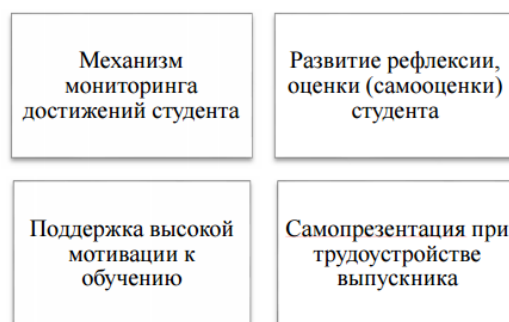 Механизм
мониторинга
достижений студента
Развитие рефлексии,
оценки (самооценки)
студента
Поддержка высокой
мотивации к
обучению
Самопрезентация при
трудоустройстве
выпускника